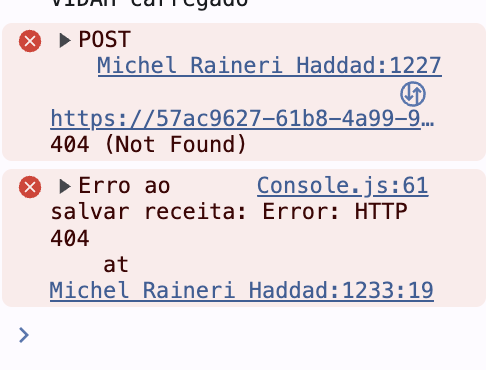 VIDAH carregado
POST
Michel Raineri Haddad:1227
https://57ac9627-61b8-4a99-9…
404 (Not Found)
Erro ao Console.js:61
salvar receita: Error: HTTP
404
at
Michel Raineri Haddad:1233:19